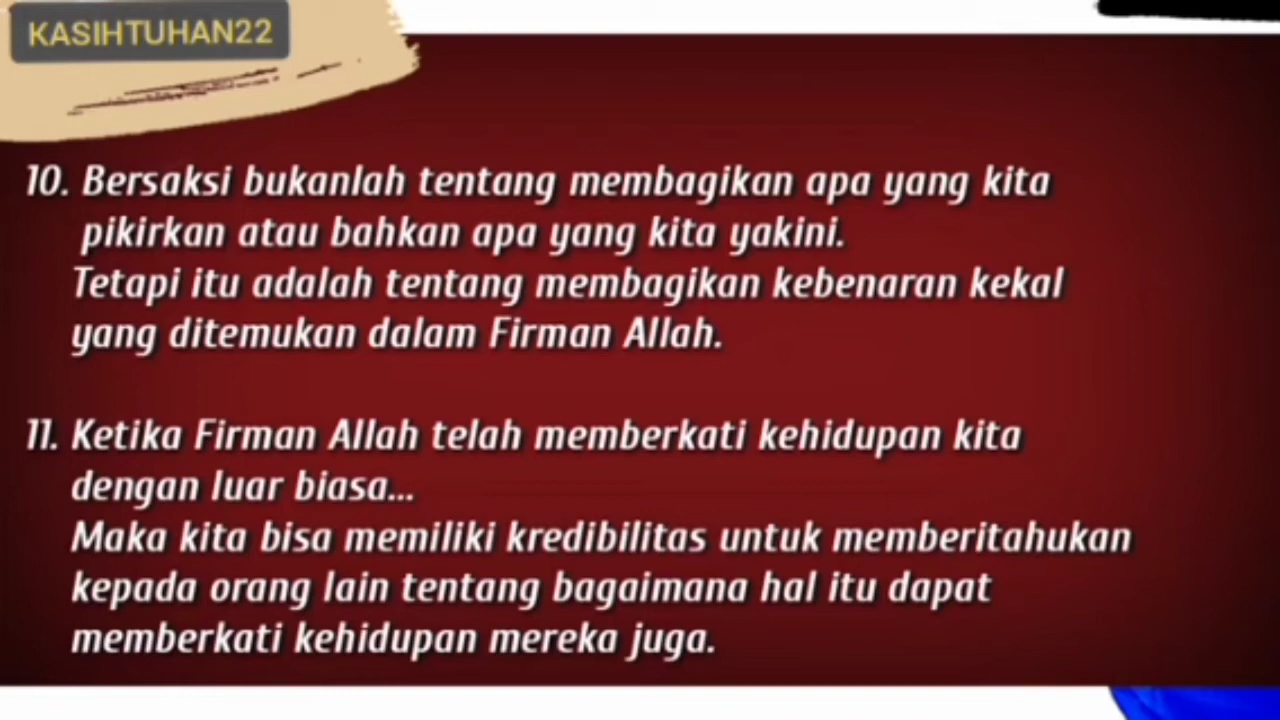 KASIHTUHAN22
10. Bersaksi bukanlah tentang membagikan apa yang kita
pikirkan atau bahkan apa yang kita yakini.
Tetapi itu adalah tentang membagikan kebenaran kekal
yang ditemukan dalam Firman Allah.
11. Ketika Firman Allah telah memberkati kehidupan kita
dengan luar biasa...
Maka kita bisa memiliki kredibilitas untuk memberitahukan
kepada orang lain tentang bagaimana hal itu dapat
memberkati kehidupan mereka juga.